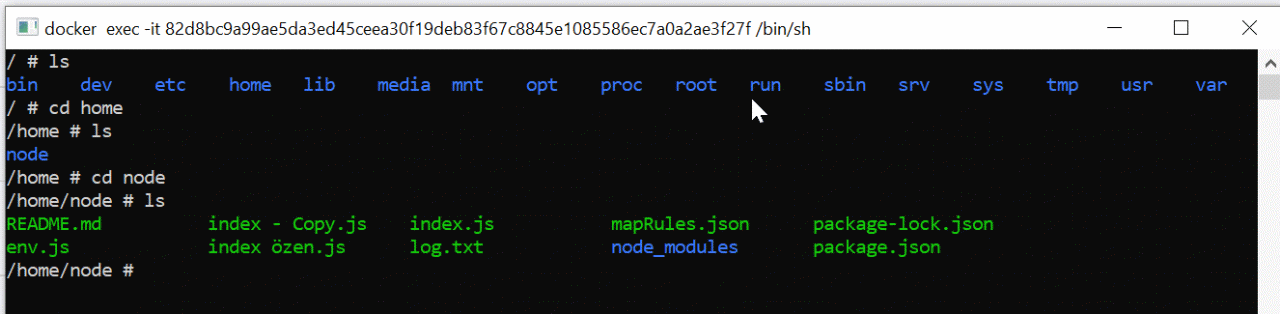 docker exec -it 82d8bc9a99ae5da3ed45ceea30f19deb83f67c8845e1085586ec7a0a2ae3f27f /bin/sh
/ # ls
bin dev etc home lib media mnt opt proc root run sbin srv sys tmp usr var
/ # cd home
/home # ls
node
/home # cd node
/home/node # ls
README.md index - Copy.js index.js mapRules.json package-lock.json
env.js index özen.js log.txt node_modules package.json
/home/node #